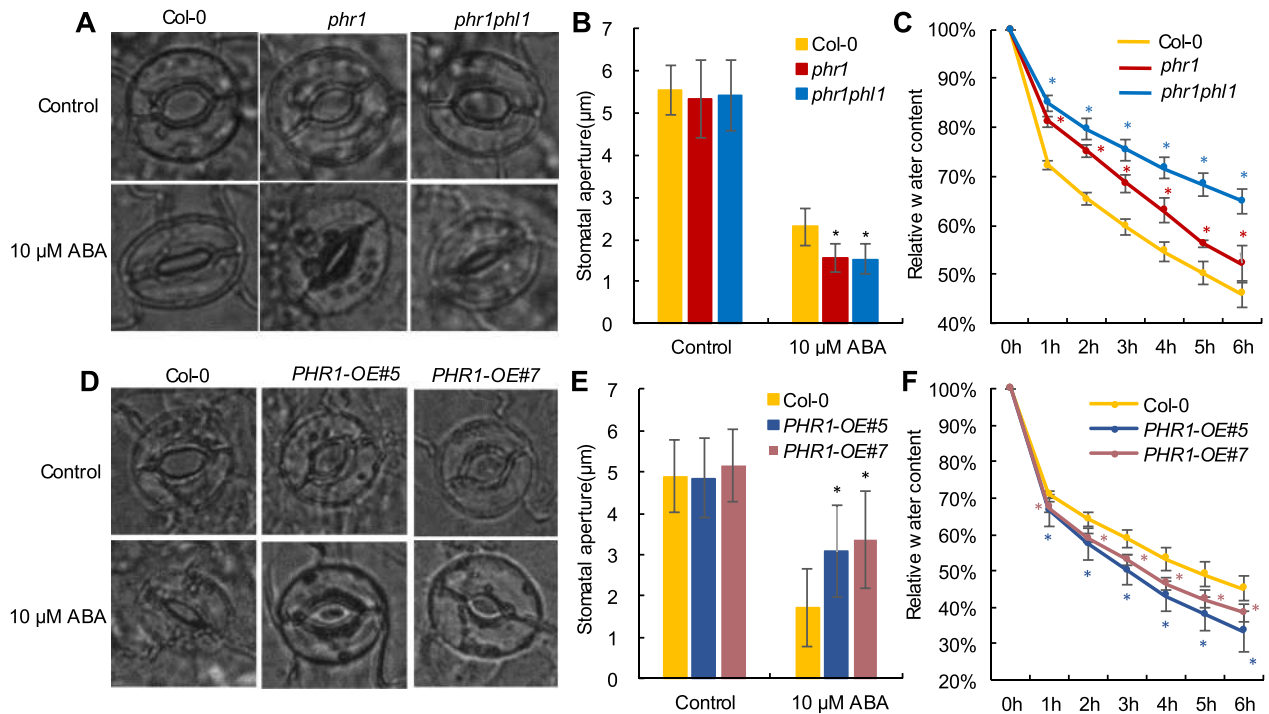 A
Col-0
phr1
phr1phl1
Control
10 µM ABA
B
Stomatal aperture(µm)
7
6
5
4
3
2
1
0
Col-0
phr1
phr1phl1
* *
Control
10 µM ABA
C
Relative water content
100%
90%
80%
70%
60%
50%
40%
Col-0
phr1
phr1phl1
* * * * * *
* * * * * *
0h 1h 2h 3h 4h 5h 6h
D
Col-0
PHR1-OE#5
PHR1-OE#7
Control
10 µM ABA
E
Stomatal aperture(µm)
7
6
5
4
3
2
1
0
Col-0
PHR1-OE#5
PHR1-OE#7
* *
Control
10 µM ABA
F
Relative water content
100%
90%
80%
70%
60%
50%
40%
30%
20%
Col-0
PHR1-OE#5
PHR1-OE#7
* * * * * *
* * * * * *
0h 1h 2h 3h 4h 5h 6h